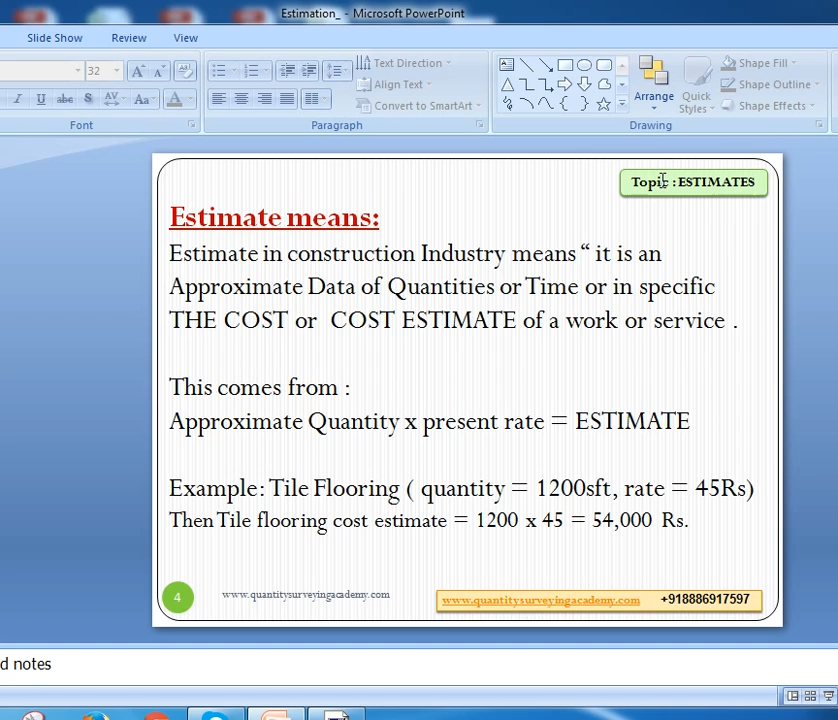 Estimation_ - Microsoft PowerPoint
Slide Show Review View
32 A A Aa
U abc S AV Aa A
Text Direction
Align Text
Convert to SmartArt
Arrange
Quick Styles
Shape Fill
Shape Outline
Shape Effects
Font Paragraph Drawing
Topic : ESTIMATES
Estimate means:
Estimate in construction Industry means “ it is an
Approximate Data of Quantities or Time or in specific
THE COST or COST ESTIMATE of a work or service .
This comes from :
Approximate Quantity x present rate = ESTIMATE
Example: Tile Flooring ( quantity = 1200sft, rate = 45Rs)
Then Tile flooring cost estimate = 1200 x 45 = 54,000 Rs.
4 www.quantitysurveyingacademy.com www.quantitysurveyingacademy.com +918886917597
d notes